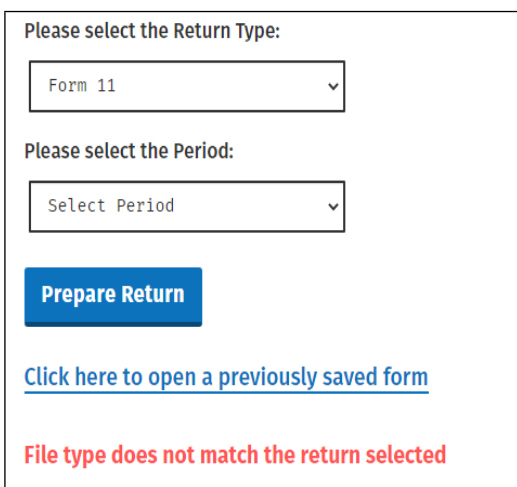 Please select the Return Type:
Form 11
Please select the Period:
Select Period
Prepare Return
Click here to open a previously saved form
File type does not match the return selected